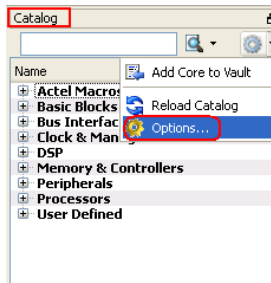 Catalog
Name
Add Core to Vault
Actel Macros
Reload Catalog
Basic Blocks
Bus Interfac
Options...
Clock & Man
DSP
Memory & Controllers
Peripherals
Processors
User Defined